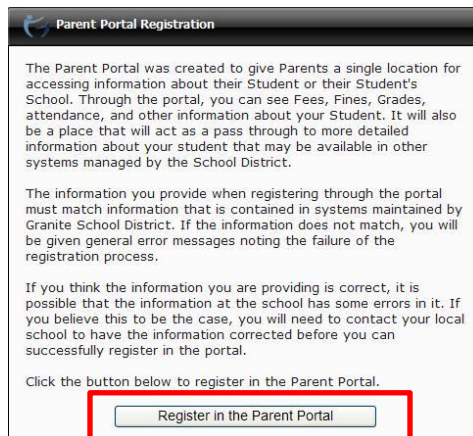 Parent Portal Registration
The Parent Portal was created to give Parents a single location for
accessing information about their Student or their Student's
School. Through the portal, you can see Fees, Fines, Grades,
attendance, and other information about your Student. It will also
be a place that will act as a pass through to more detailed
information about your student that may be available in other
systems managed by the School District.
The information you provide when registering through the portal
must match information that is contained in systems maintained by
Granite School District. If the information does not match, you will
be given general error messages noting the failure of the
registration process.
If you think the information you are providing is correct, it is
possible that the information at the school has some errors in it. If
you believe this to be the case, you will need to contact your local
school to have the information corrected before you can
successfully register in the portal.
Click the button below to register in the Parent Portal.
Register in the Parent Portal